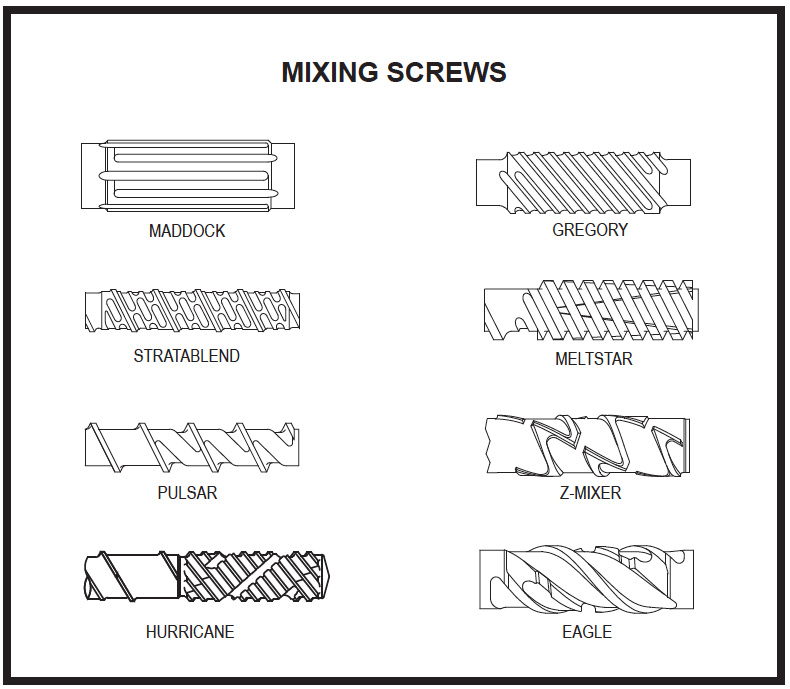 MIXING SCREWS
MADDOCK
GREGORY
STRATABLEND
MELTSTAR
PULSAR
Z-MIXER
HURRICANE
EAGLE